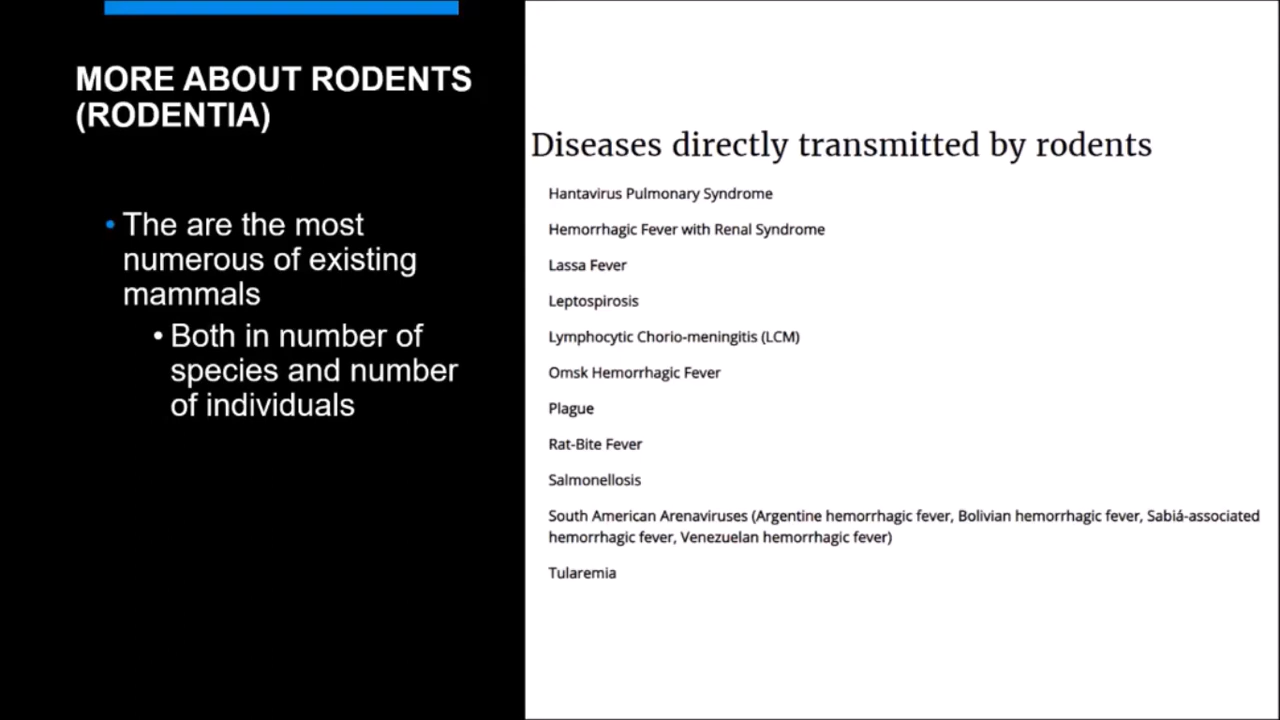 MORE ABOUT RODENTS
(RODENTIA)
• The are the most
numerous of existing
mammals
• Both in number of
species and number
of individuals
Diseases directly transmitted by rodents
Hantavirus Pulmonary Syndrome
Hemorrhagic Fever with Renal Syndrome
Lassa Fever
Leptospirosis
Lymphocytic Chorio-meningitis (LCM)
Omsk Hemorrhagic Fever
Plague
Rat-Bite Fever
Salmonellosis
South American Arenaviruses (Argentine hemorrhagic fever, Bolivian hemorrhagic fever, Sabiá-associated
hemorrhagic fever, Venezuelan hemorrhagic fever)
Tularemia